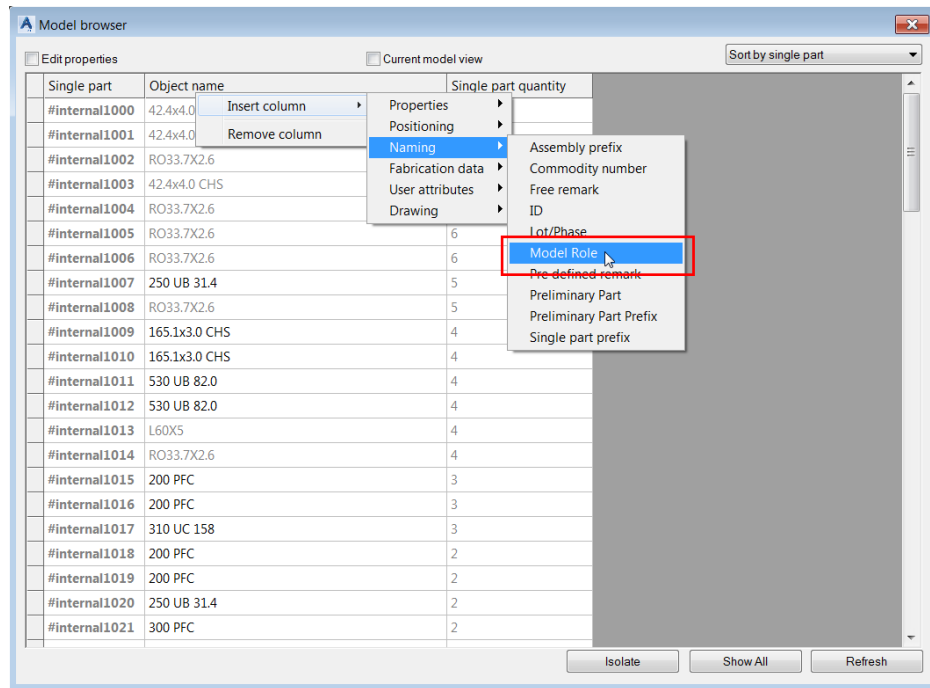 Model browser
Edit properties Current model view Sort by single part
Single part Object name Single part quantity
#internal1000 42.4x4.0
#internal1001 42.4x4.0
#internal1002 RO33.7X2.6
#internal1003 42.4x4.0 CHS
#internal1004 RO33.7X2.6
#internal1005 RO33.7X2.6 6
#internal1006 RO33.7X2.6 6
#internal1007 250 UB 31.4 5
#internal1008 RO33.7X2.6 5
#internal1009 165.1x3.0 CHS 4
#internal1010 165.1x3.0 CHS 4
#internal1011 530 UB 82.0 4
#internal1012 530 UB 82.0 4
#internal1013 L60X5 4
#internal1014 RO33.7X2.6 4
#internal1015 200 PFC 3
#internal1016 200 PFC 3
#internal1017 310 UC 158 3
#internal1018 200 PFC 2
#internal1019 200 PFC 2
#internal1020 250 UB 31.4 2
#internal1021 300 PFC 2
Insert column
Remove column
Properties
Positioning
Naming
Fabrication data
User attributes
Drawing
Assembly prefix
Commodity number
Free remark
ID
Lot/Phase
Model Role
Pre defined remark
Preliminary Part
Preliminary Part Prefix
Single part prefix
Isolate Show All Refresh